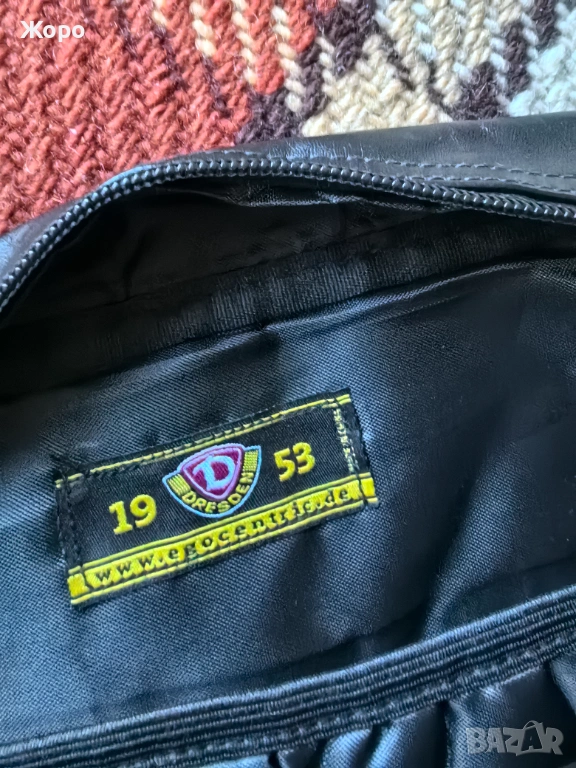 Жоро
19 D 53
DRESDEN
www.egocentric.de
BAZAR